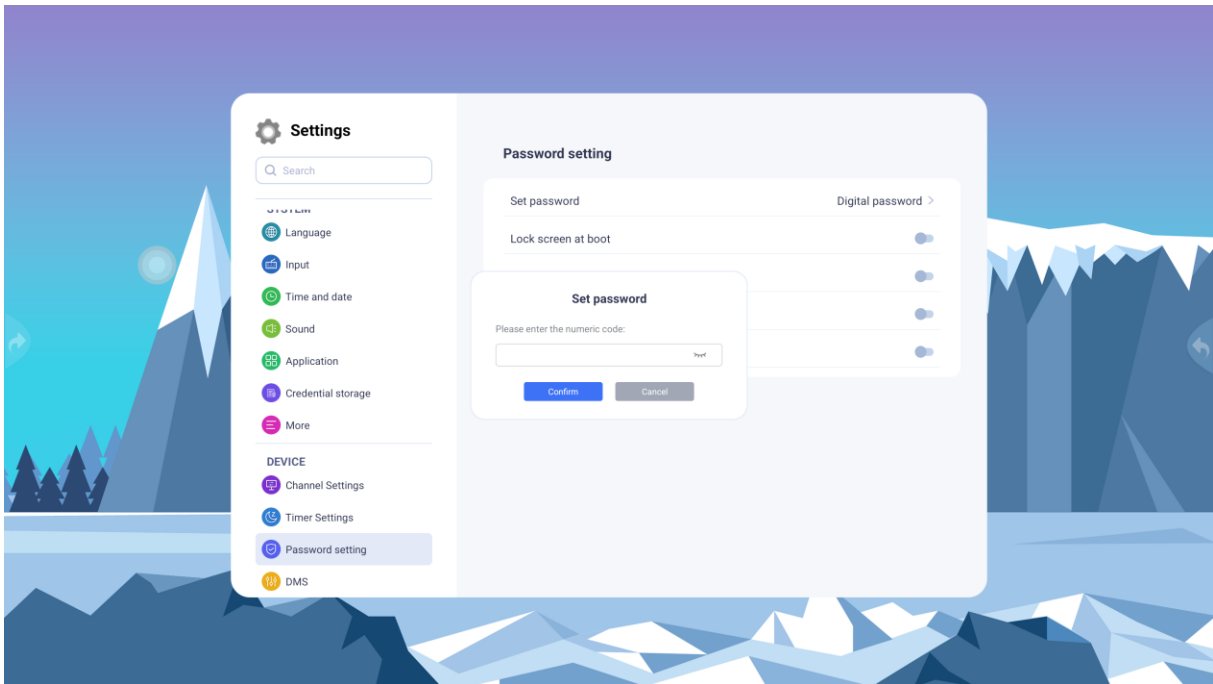 Settings
Search
SYSTEM
Language
Input
Time and date
Sound
Application
Credential storage
More
DEVICE
Channel Settings
Timer Settings
Password setting
DMS
Password setting
Set password Digital password
Lock screen at boot
Set password
Please enter the numeric code:
Confirm Cancel